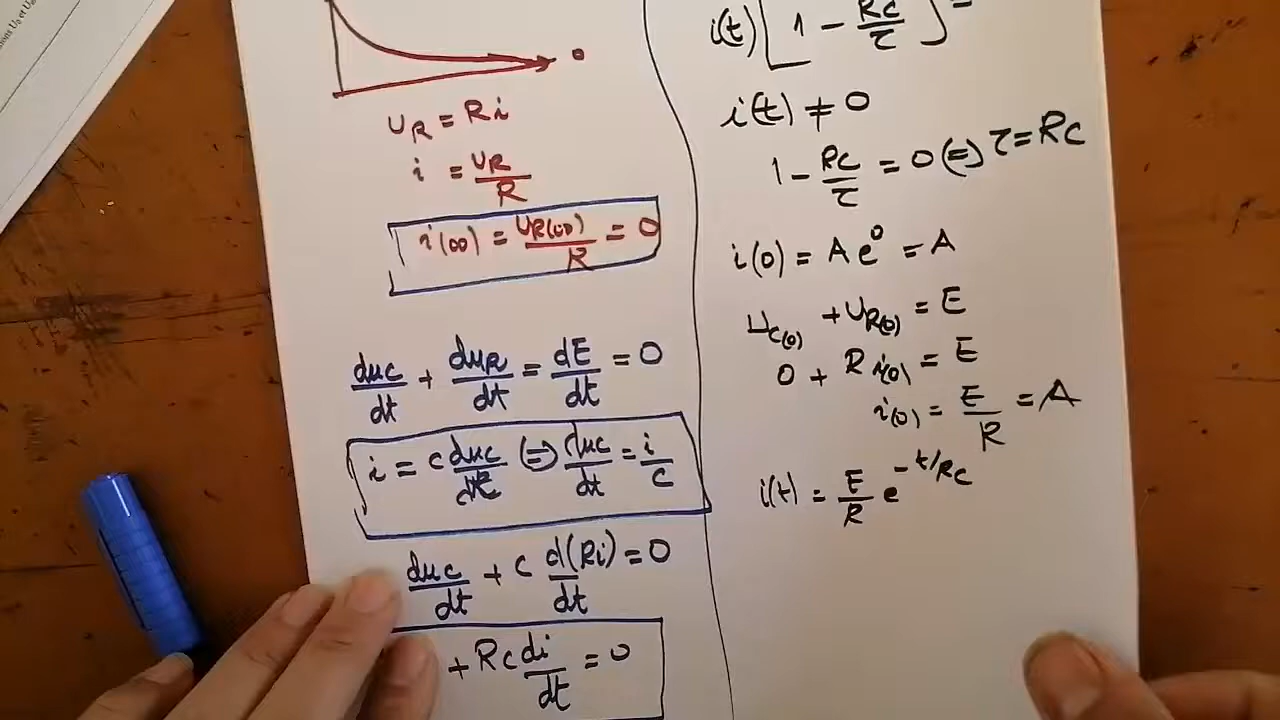 0
u_R = Ri
i = u_R/R
i(∞) = u_R(∞)/R = 0
du_c/dt + du_R/dt = dE/dt = 0
i = C du_c/dt ⇔ du_c/dt = i/C
du_c/dt + C d(Ri)/dt = 0
+ RC di/dt = 0
i(t) [ 1 - RC/τ ] =
i(t) ≠ 0
1 - RC/τ = 0 ⇔ τ = RC
i(0) = A e^0 = A
u_c(0) + u_R(0) = E
0 + R i(0) = E
i(0) = E/R = A
i(t) = E/R e^(-t/RC)